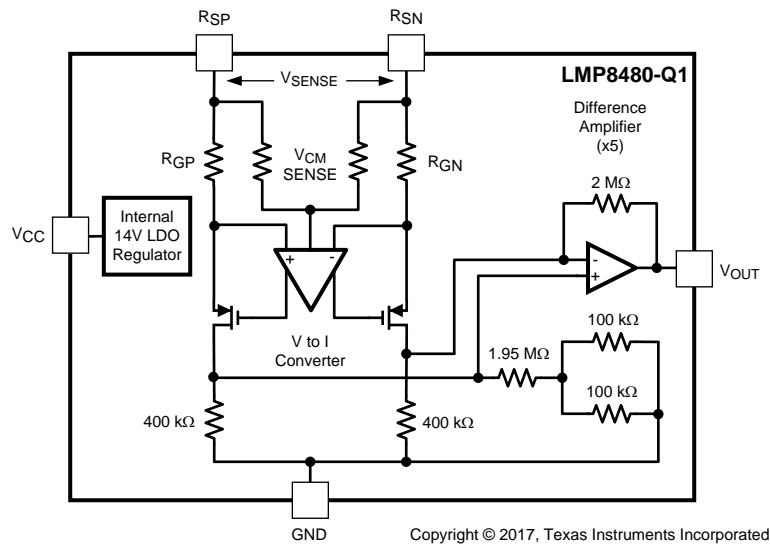 RSP
RSN
VSENSE
LMP8480-Q1
Difference
Amplifier
(x5)
RGP
VCM
SENSE
RGN
2 MΩ
VCC
Internal
14V LDO
Regulator
+
-
-
+
VOUT
V to I
Converter
1.95 MΩ
100 kΩ
100 kΩ
400 kΩ
400 kΩ
GND
Copyright © 2017, Texas Instruments Incorporated